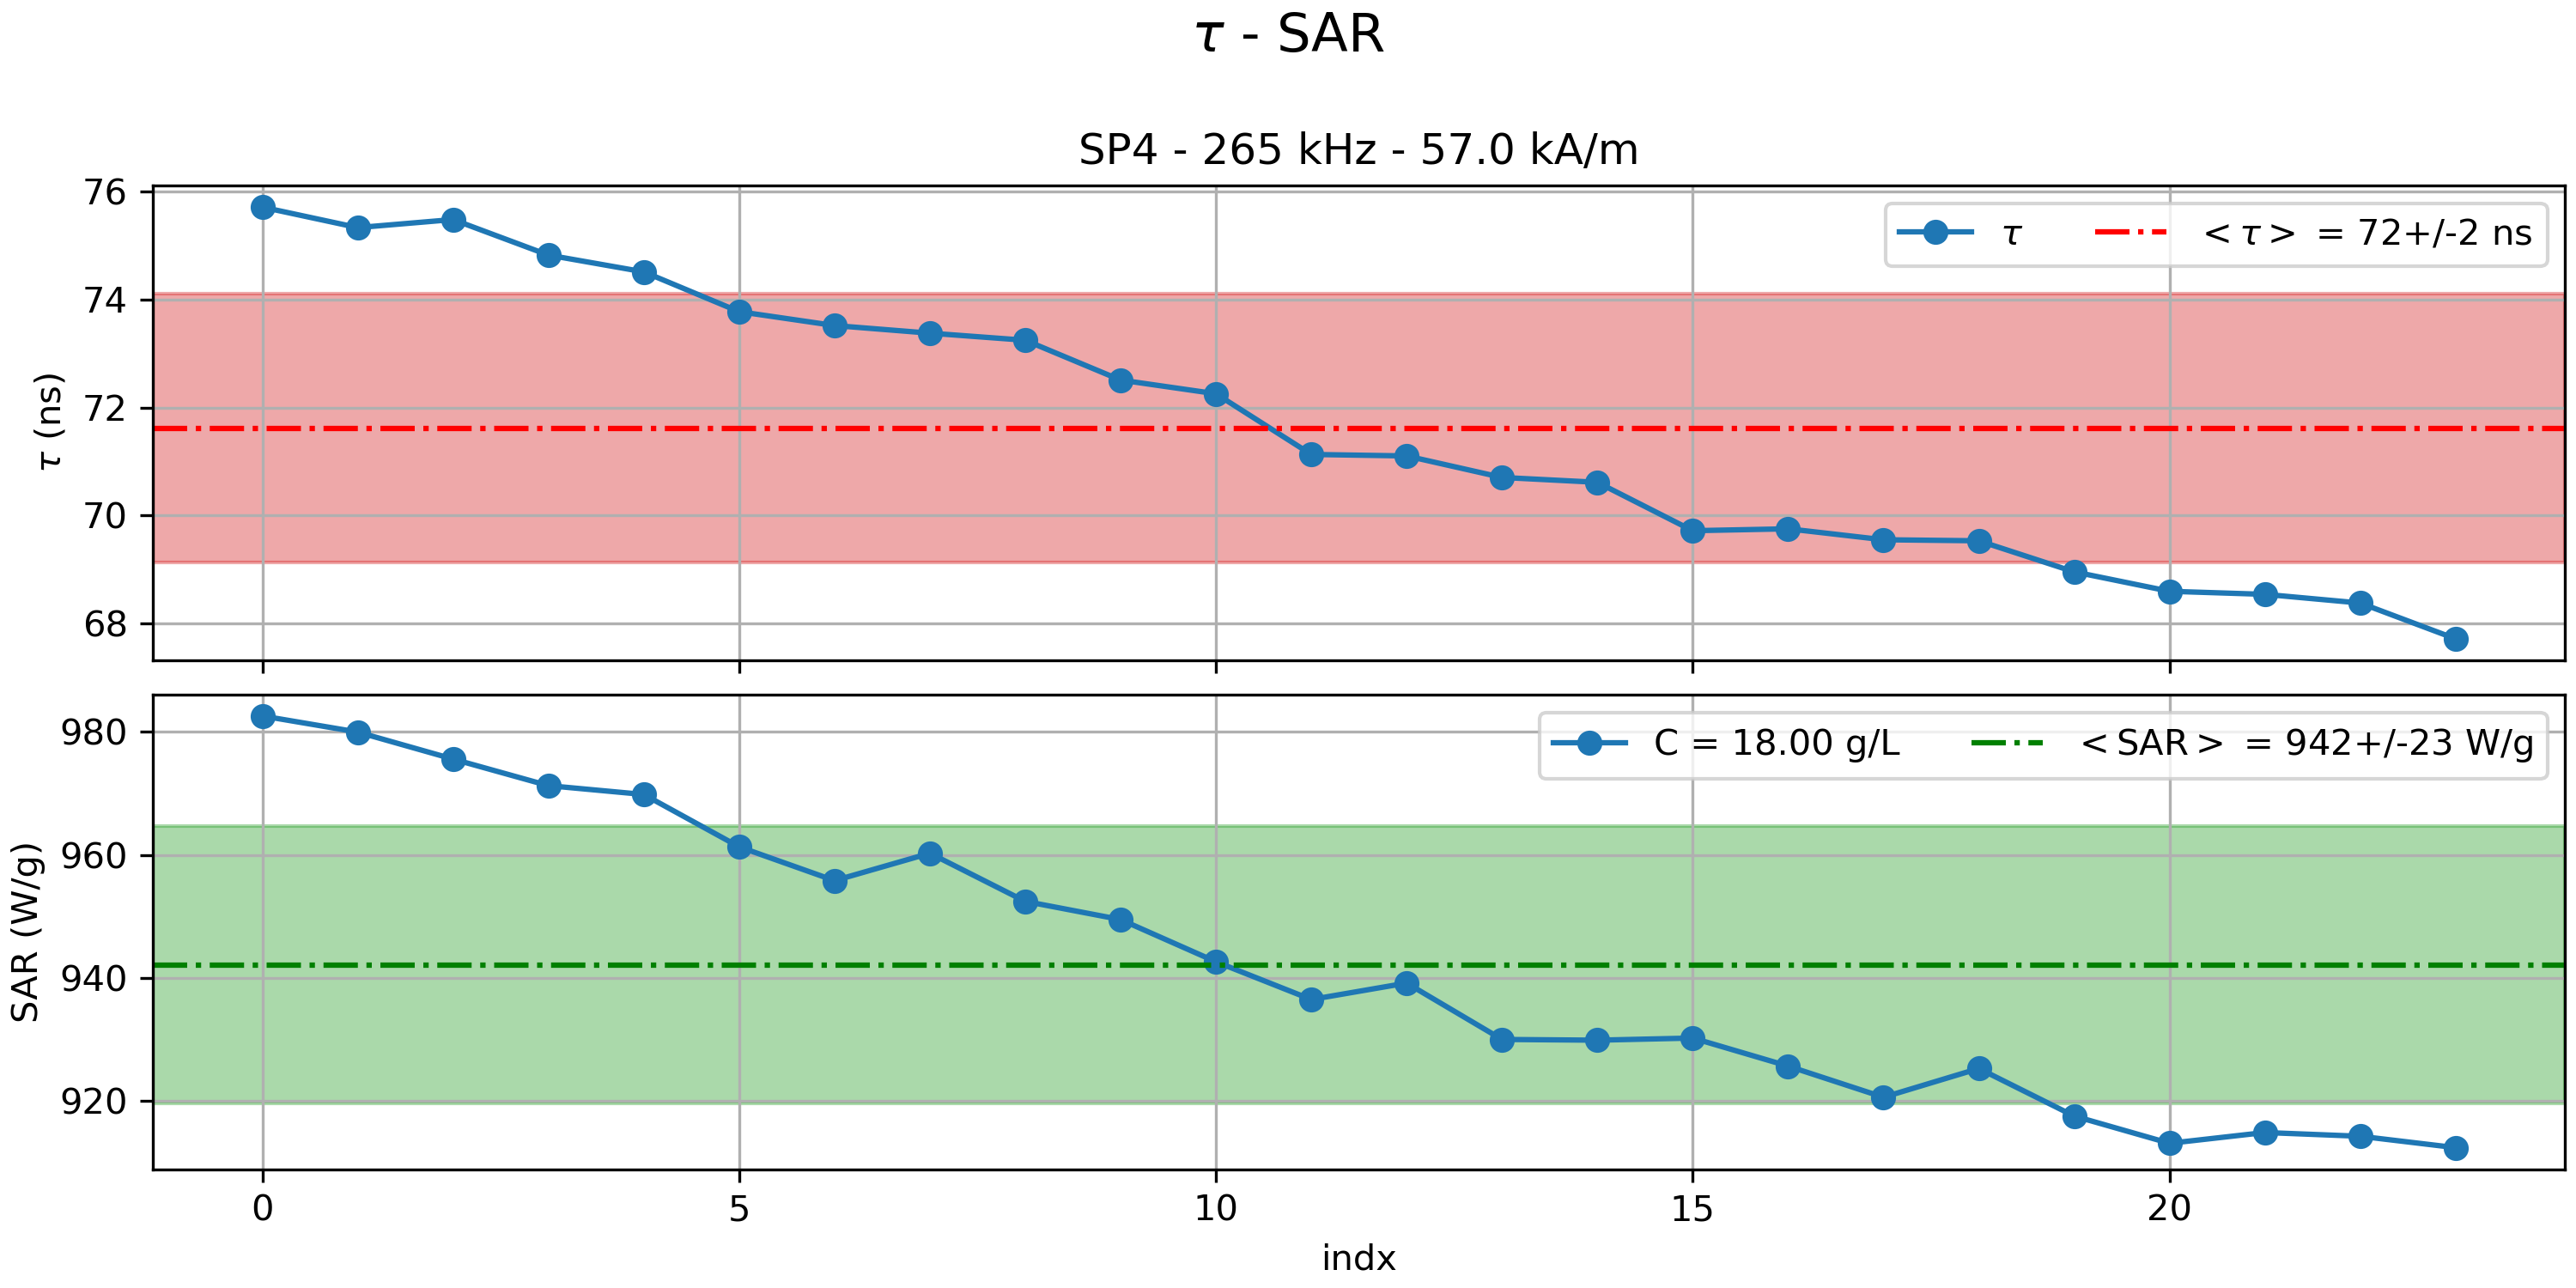 τ - SAR
SP4 - 265 kHz - 57.0 kA/m
76
74
72
70
68
τ (ns)
τ
<τ> = 72+/-2 ns
980
960
940
920
SAR (W/g)
C = 18.00 g/L
<SAR> = 942+/-23 W/g
0 5 10 15 20
indx